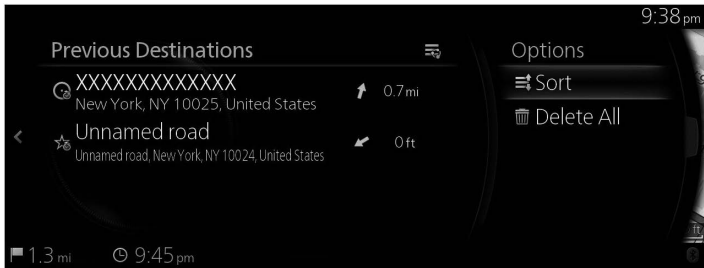 9:38 pm
Previous Destinations
XXXXXXXXXXXXX
New York, NY 10025, United States
0.7 mi
Unnamed road
Unnamed road, New York, NY 10024, United States
0 ft
Options
Sort
Delete All
ft
1.3 mi
9:45 pm